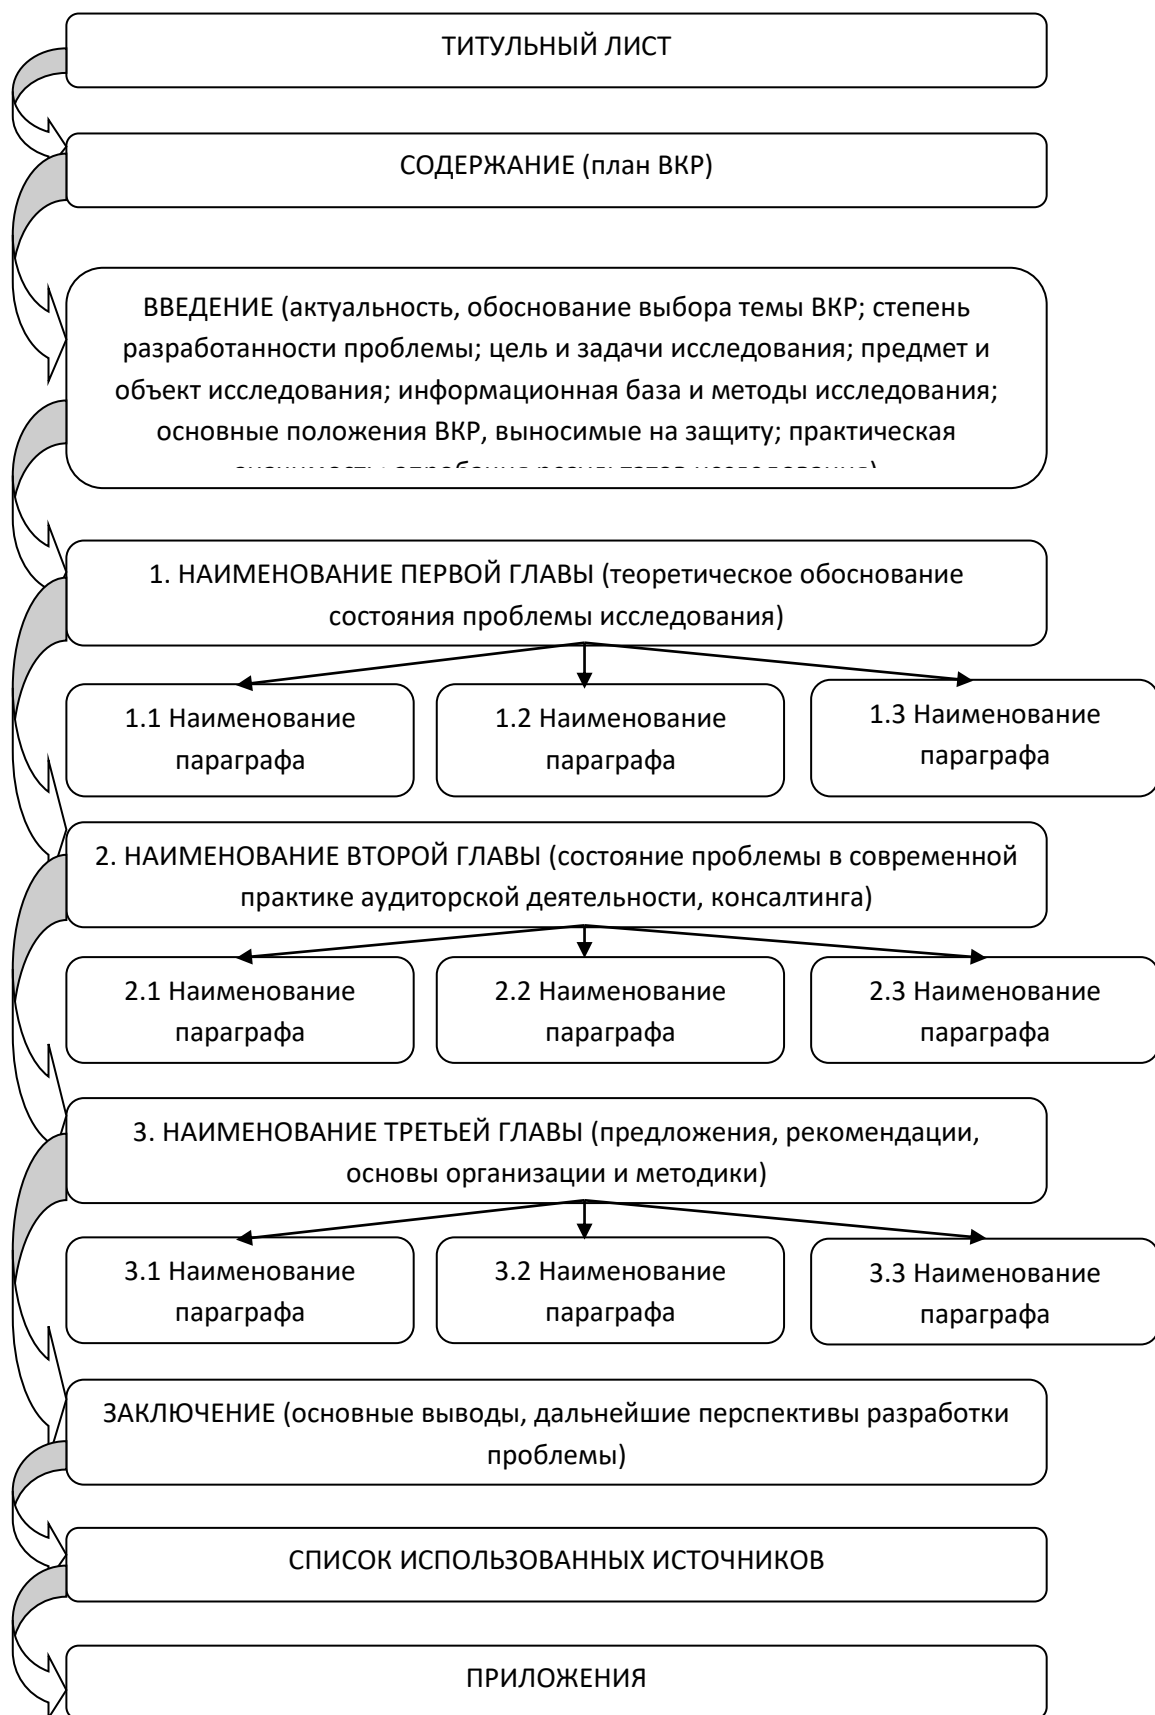 ТИТУЛЬНЫЙ ЛИСТ
СОДЕРЖАНИЕ (план ВКР)
ВВЕДЕНИЕ (актуальность, обоснование выбора темы ВКР; степень
разработанности проблемы; цель и задачи исследования; предмет и
объект исследования; информационная база и методы исследования;
основные положения ВКР, выносимые на защиту; практическая
1. НАИМЕНОВАНИЕ ПЕРВОЙ ГЛАВЫ (теоретическое обоснование
состояния проблемы исследования)
1.1 Наименование
параграфа
1.2 Наименование
параграфа
1.3 Наименование
параграфа
2. НАИМЕНОВАНИЕ ВТОРОЙ ГЛАВЫ (состояние проблемы в современной
практике аудиторской деятельности, консалтинга)
2.1 Наименование
параграфа
2.2 Наименование
параграфа
2.3 Наименование
параграфа
3. НАИМЕНОВАНИЕ ТРЕТЬЕЙ ГЛАВЫ (предложения, рекомендации,
основы организации и методики)
3.1 Наименование
параграфа
3.2 Наименование
параграфа
3.3 Наименование
параграфа
ЗАКЛЮЧЕНИЕ (основные выводы, дальнейшие перспективы разработки
проблемы)
СПИСОК ИСПОЛЬЗОВАННЫХ ИСТОЧНИКОВ
ПРИЛОЖЕНИЯ